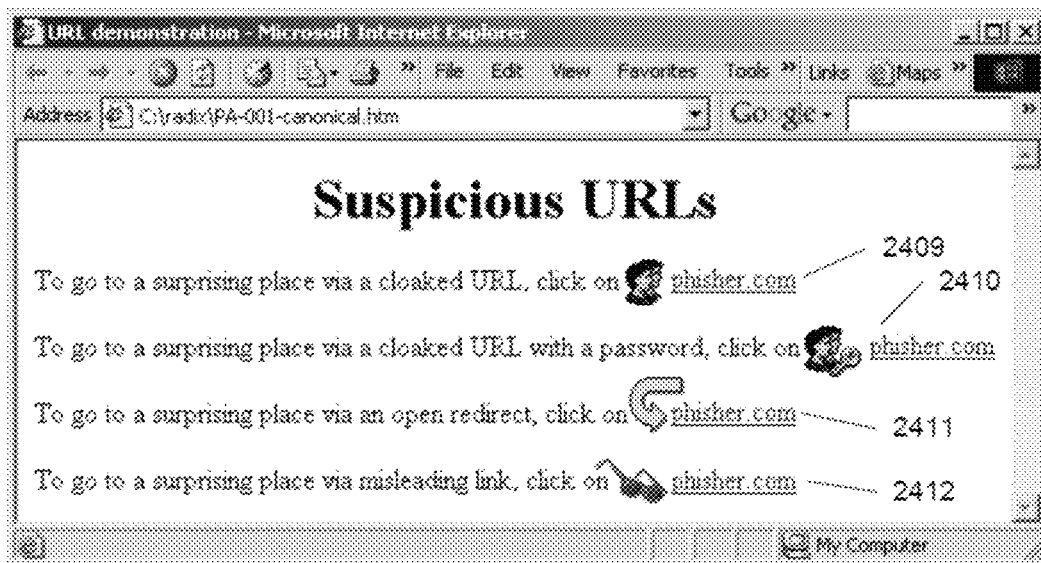 URL demonstration - Microsoft Internet Explorer
» File Edit View Favorites Tools » Links Maps »
Address C:\radix\PA-001-canonical.htm Google »
Suspicious URLs
2409
To go to a surprising place via a cloaked URL, click on phisher.com
2410
To go to a surprising place via a cloaked URL with a password, click on phisher.com
To go to a surprising place via an open redirect, click on phisher.com
2411
To go to a surprising place via misleading link, click on phisher.com
2412
My Computer